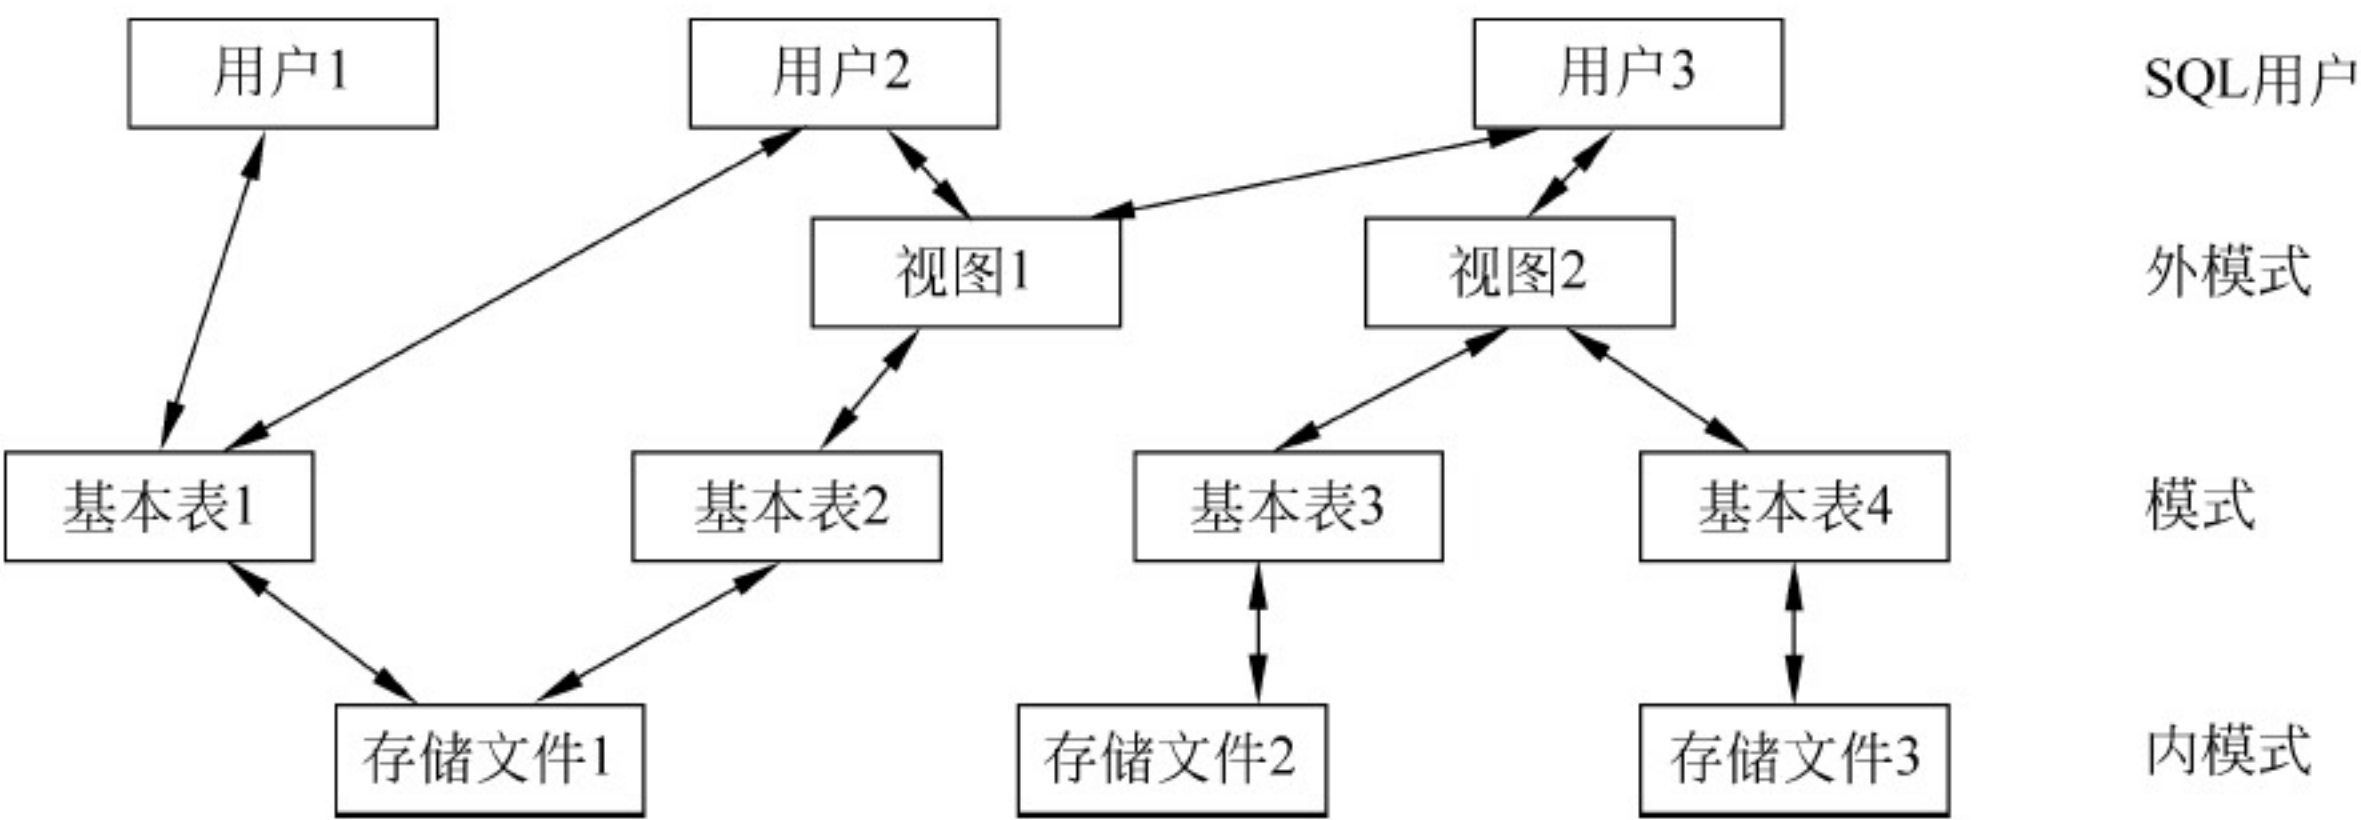 用户1 用户2 用户3 SQL用户
视图1 视图2 外模式
基本表1 基本表2 基本表3 基本表4 模式
存储文件1 存储文件2 存储文件3 内模式